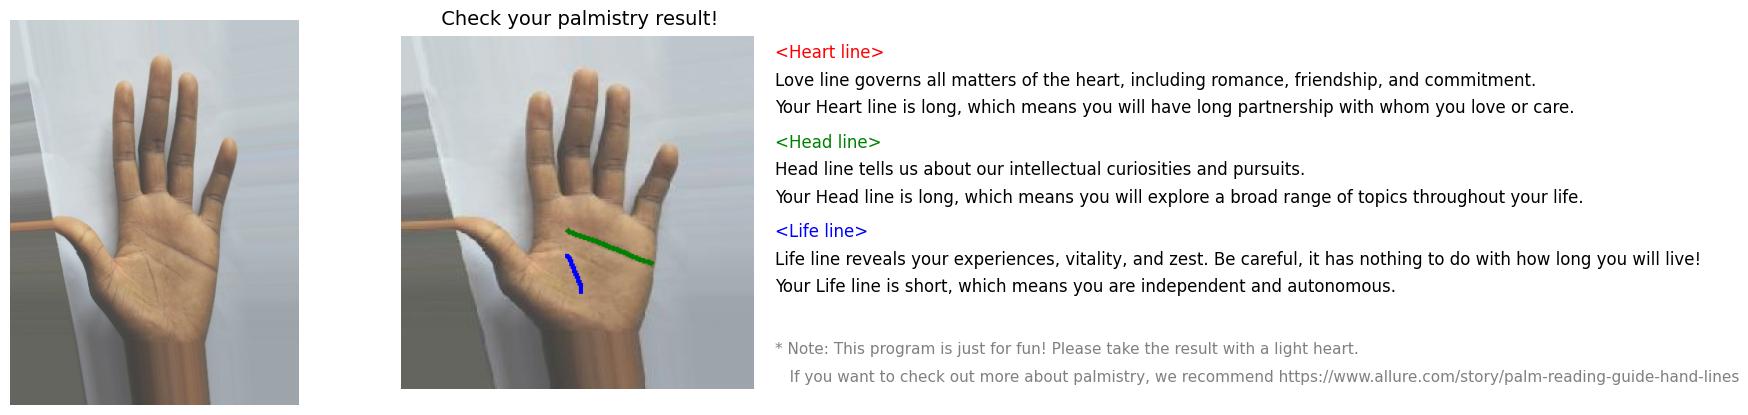 Check your palmistry result!
<Heart line>
Love line governs all matters of the heart, including romance, friendship, and commitment.
Your Heart line is long, which means you will have long partnership with whom you love or care.
<Head line>
Head line tells us about our intellectual curiosities and pursuits.
Your Head line is long, which means you will explore a broad range of topics throughout your life.
<Life line>
Life line reveals your experiences, vitality, and zest. Be careful, it has nothing to do with how long you will live!
Your Life line is short, which means you are independent and autonomous.
* Note: This program is just for fun! Please take the result with a light heart.
If you want to check out more about palmistry, we recommend https://www.allure.com/story/palm-reading-guide-hand-lines